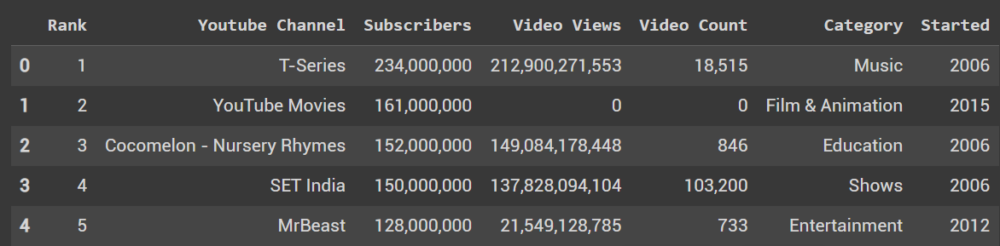 Rank Youtube Channel Subscribers Video Views Video Count Category Started
0 1 T-Series 234,000,000 212,900,271,553 18,515 Music 2006
1 2 YouTube Movies 161,000,000 0 0 Film & Animation 2015
2 3 Cocomelon - Nursery Rhymes 152,000,000 149,084,178,448 846 Education 2006
3 4 SET India 150,000,000 137,828,094,104 103,200 Shows 2006
4 5 MrBeast 128,000,000 21,549,128,785 733 Entertainment 2012